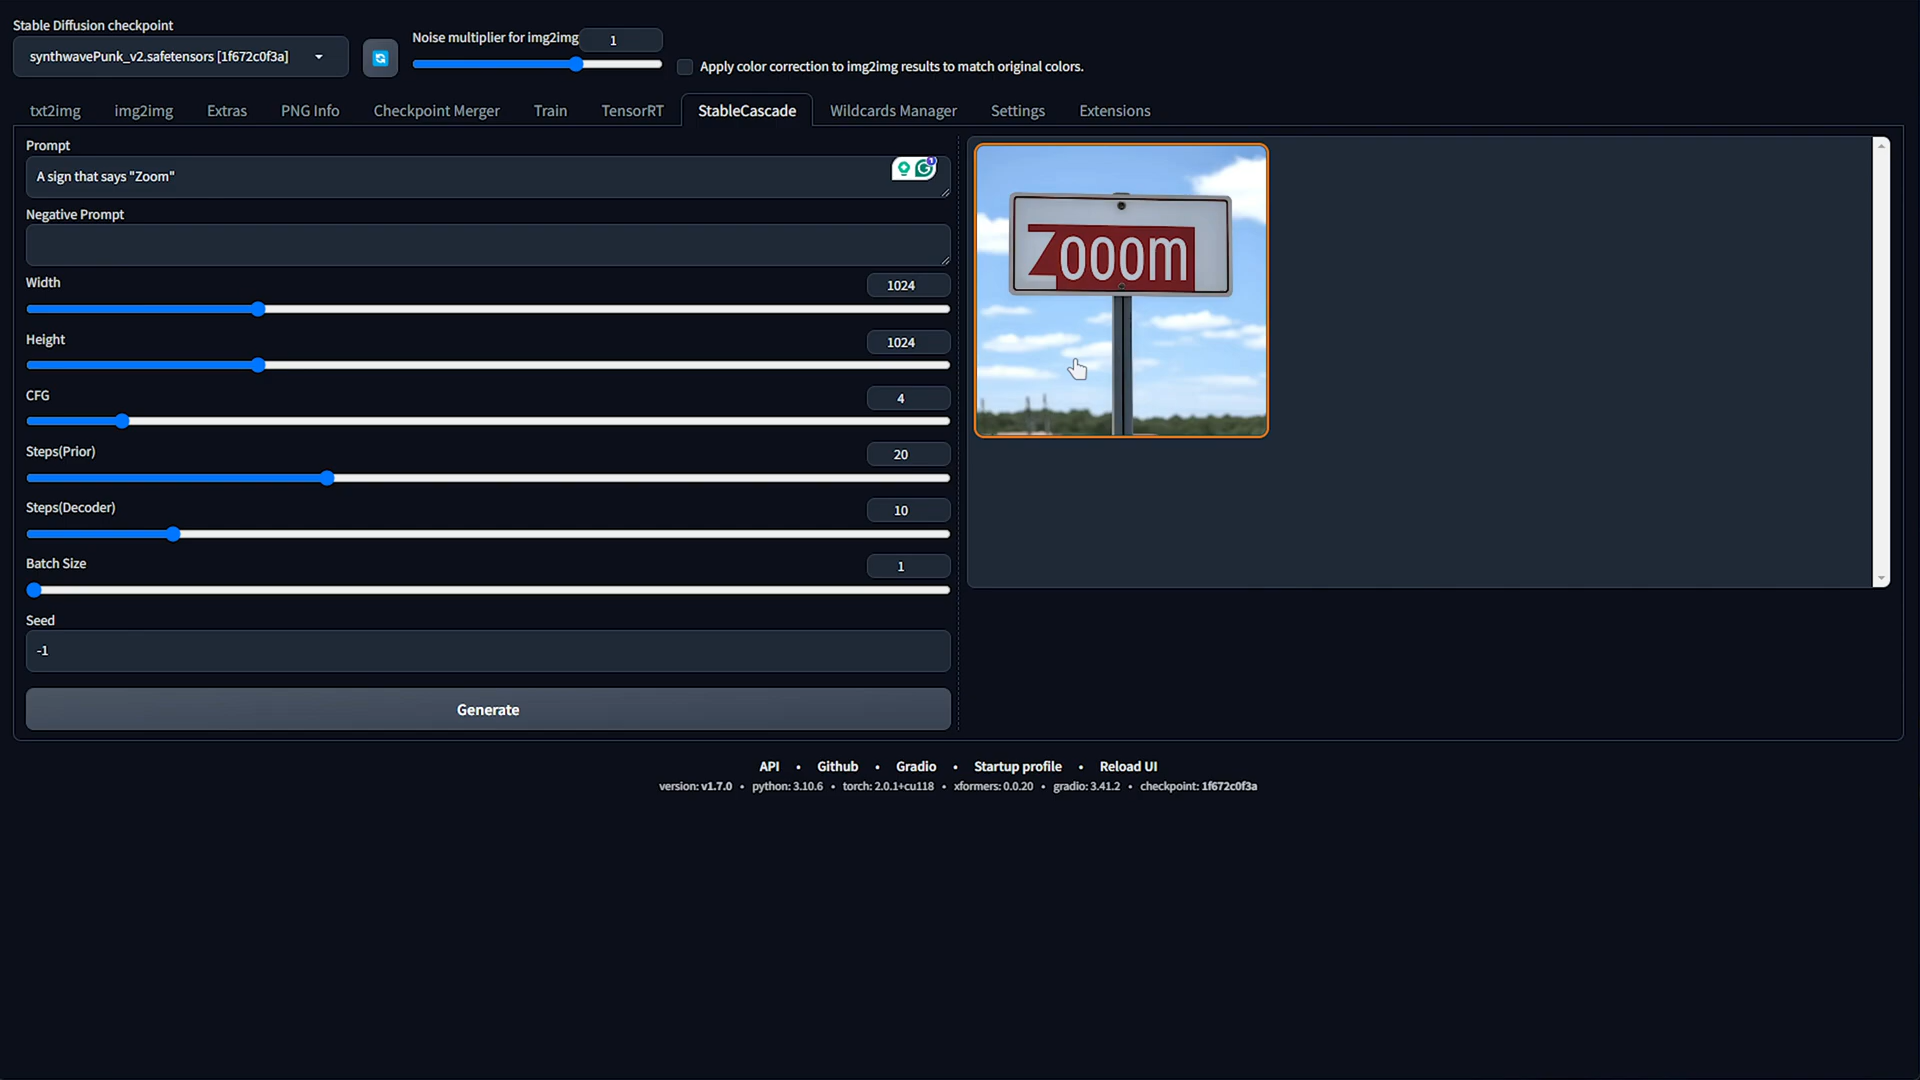 Stable Diffusion checkpoint
synthwavePunk_v2.safetensors [1f672c0f3a]
Noise multiplier for img2img
1
Apply color correction to img2img results to match original colors.
txt2img
img2img
Extras
PNG Info
Checkpoint Merger
Train
TensorRT
StableCascade
Wildcards Manager
Settings
Extensions
Prompt
A sign that says "Zoom"
1
Negative Prompt
Width
1024
Height
1024
CFG
4
Steps(Prior)
20
Steps(Decoder)
10
Batch Size
1
Seed
-1
Generate
Zooom
API • Github • Gradio • Startup profile • Reload UI
version: v1.7.0 • python: 3.10.6 • torch: 2.0.1+cu118 • xformers: 0.0.20 • gradio: 3.41.2 • checkpoint: 1f672c0f3a